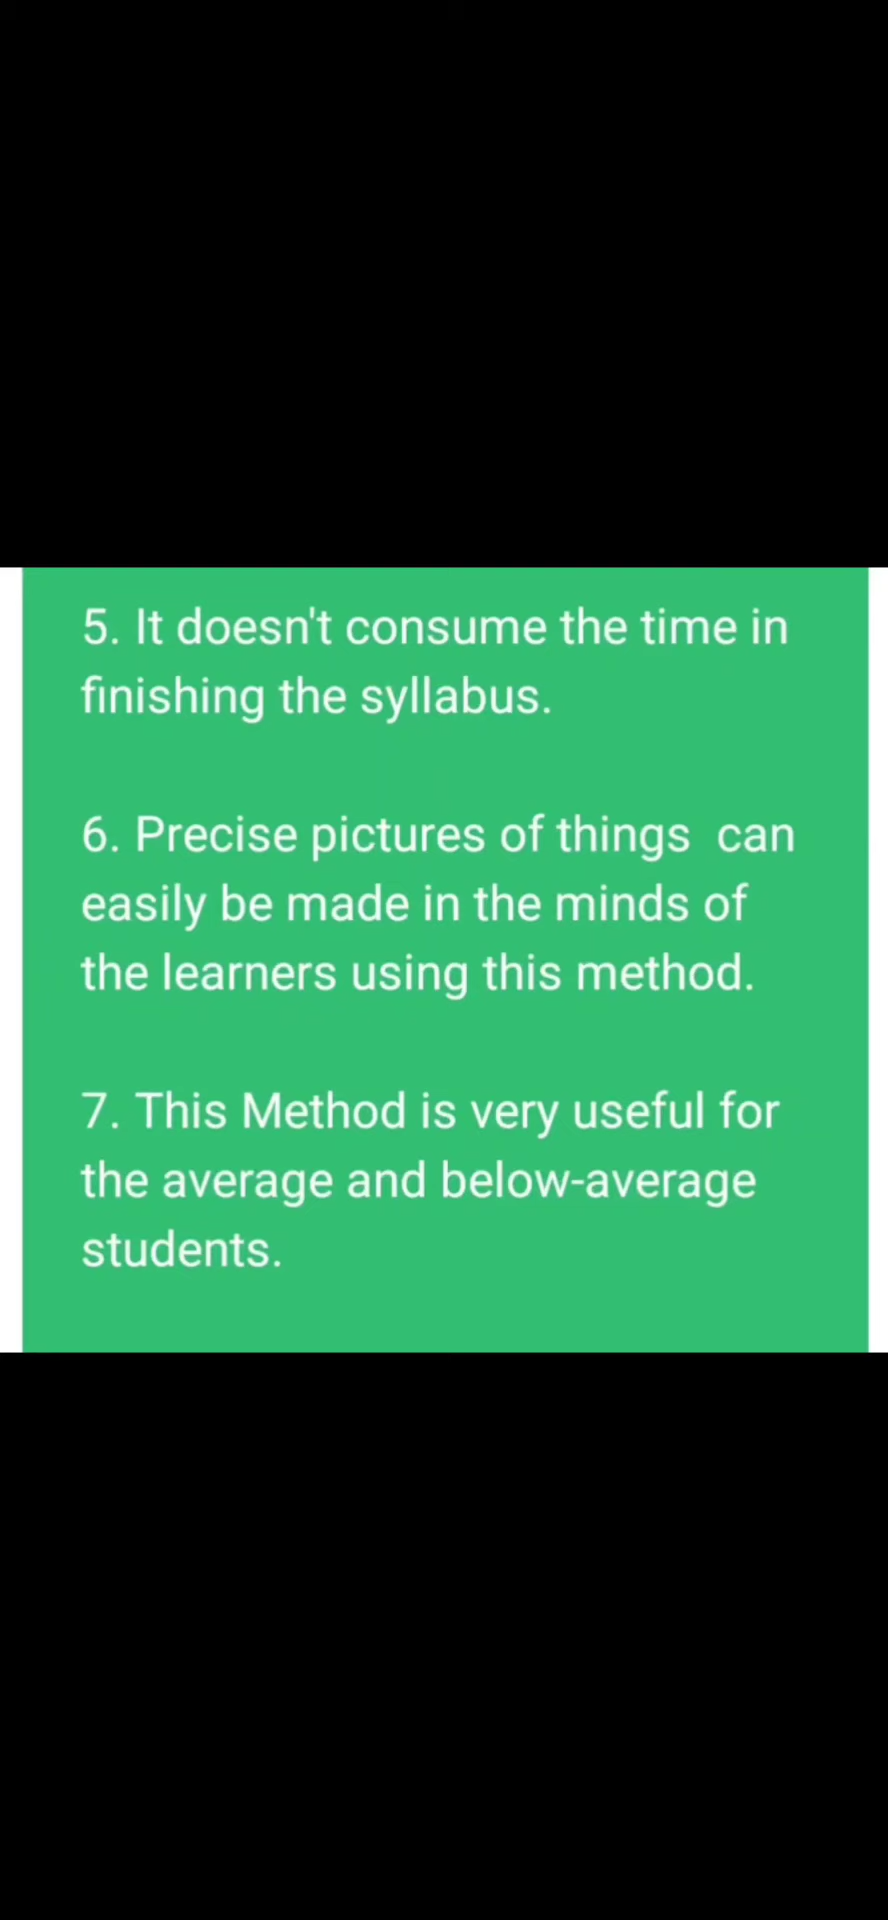 5. It doesn't consume the time in
finishing the syllabus.
6. Precise pictures of things  can
easily be made in the minds of
the learners using this method.
7. This Method is very useful for
the average and below-average
students.